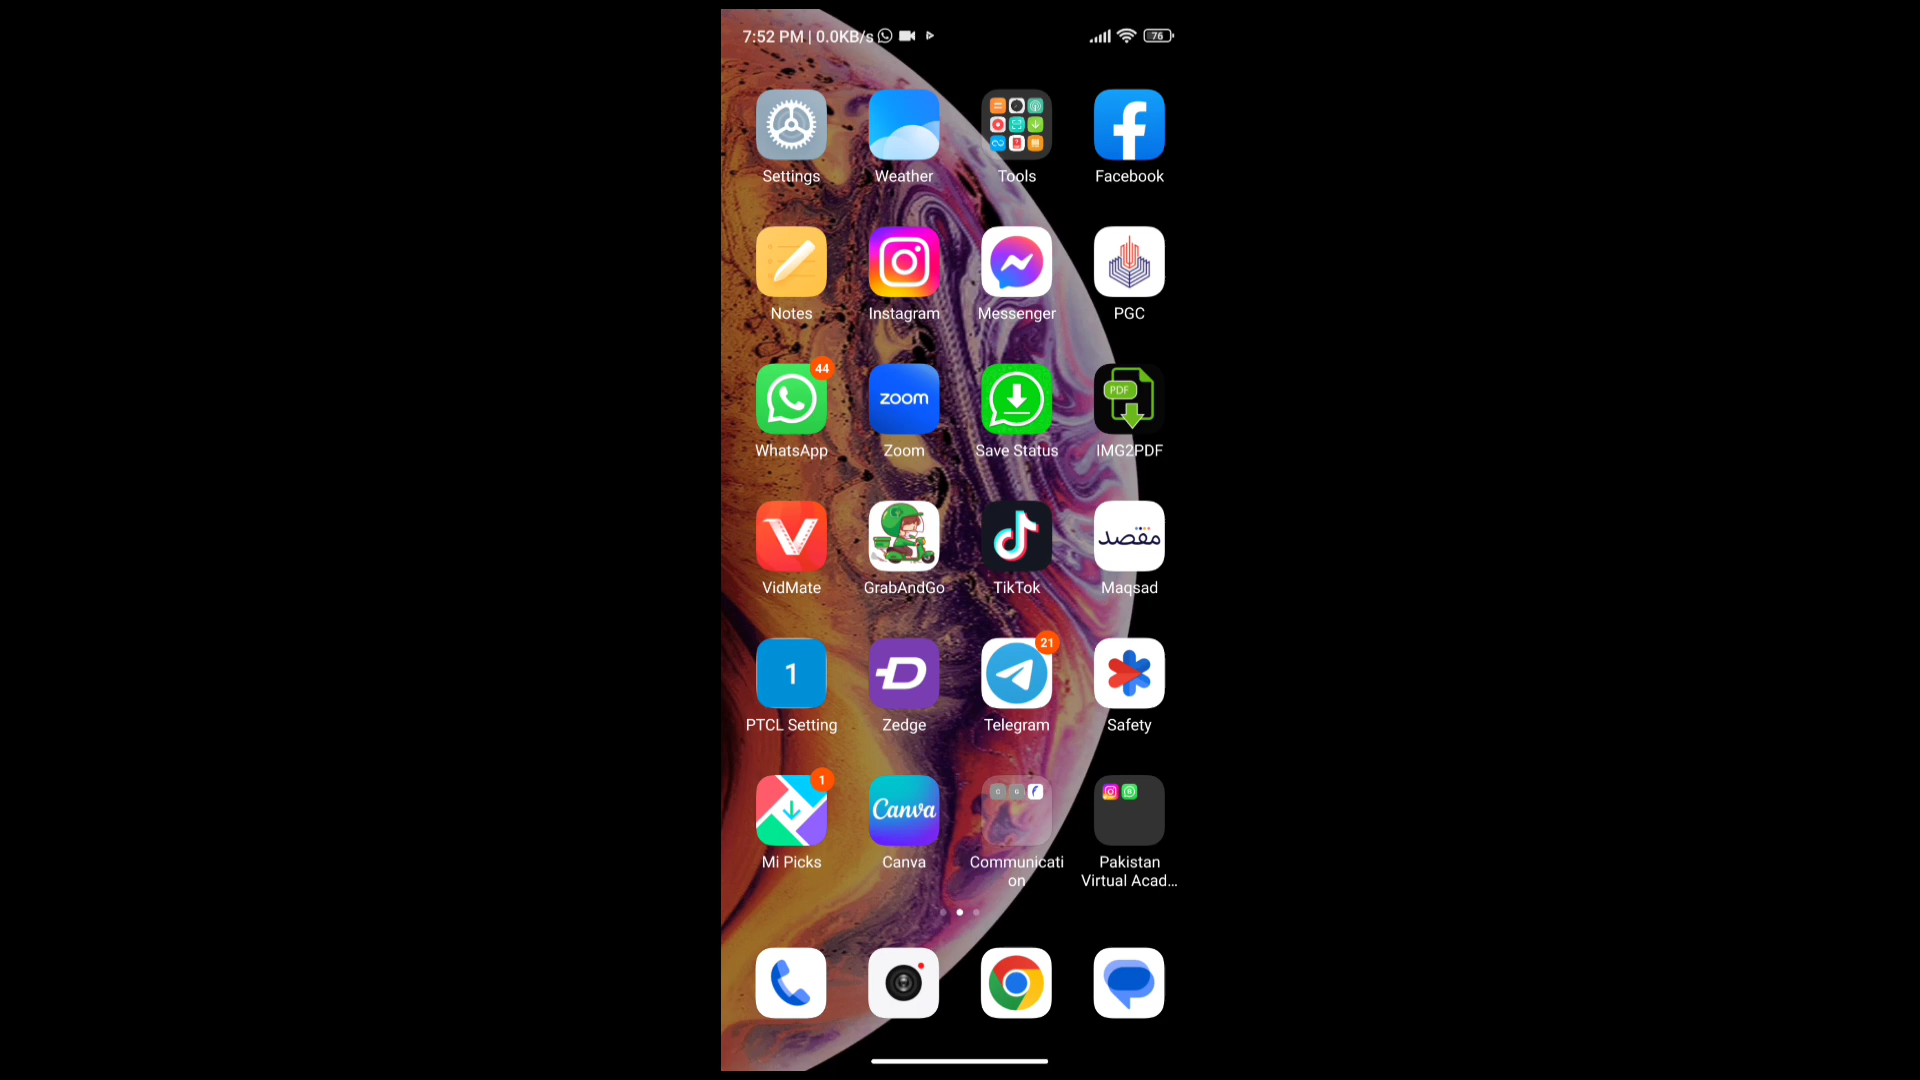 7:52 PM | 0.0KB/s
76
Settings
Weather
Tools
Facebook
Notes
Instagram
Messenger
PGC
44
zoom
PDF
WhatsApp
Zoom
Save Status
IMG2PDF
مقصد
VidMate
GrabAndGo
TikTok
Maqsad
21
1
PTCL Setting
Zedge
Telegram
Safety
1
Canva
Mi Picks
Canva
Communicati
on
Pakistan
Virtual Acad...